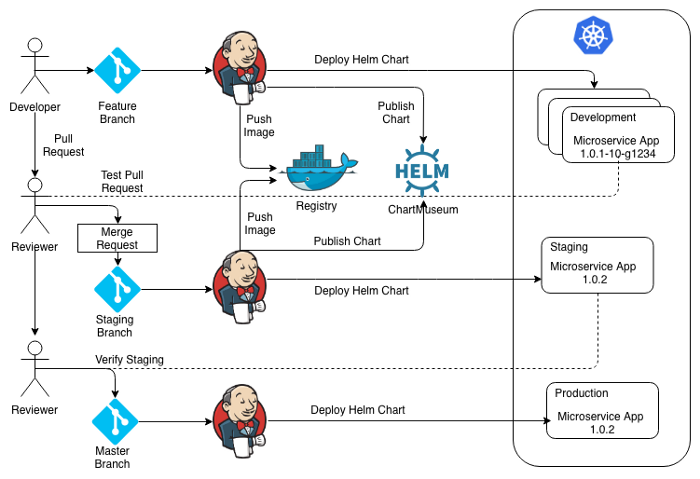 Deploy Helm Chart
Developer
Feature
Branch
Push
Image
Publish
Chart
Development
Microservice App
1.0.1-10-g1234
Pull
Request
Test Pull
Request
HELM
Registry
ChartMuseum
Reviewer
Merge
Request
Push
Image
Publish Chart
Staging
Microservice App
1.0.2
Deploy Helm Chart
Staging
Branch
Verify Staging
Reviewer
Deploy Helm Chart
Production
Microservice App
1.0.2
Master
Branch